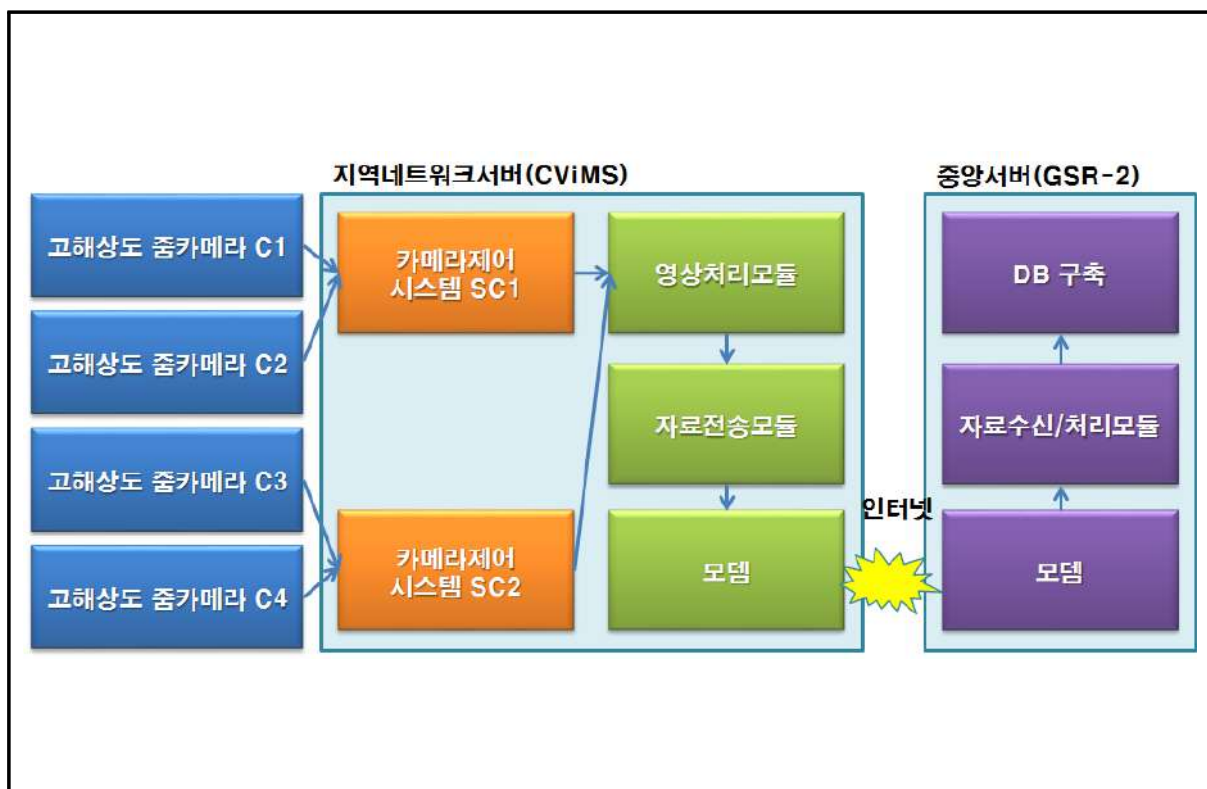 지역네트워크서버(CViMS)
중앙서버(GSR-2)
고해상도 줌카메라 C1
고해상도 줌카메라 C2
고해상도 줌카메라 C3
고해상도 줌카메라 C4
카메라제어
시스템 SC1
카메라제어
시스템 SC2
영상처리모듈
자료전송모듈
모뎀
인터넷
DB 구축
자료수신/처리모듈
모뎀